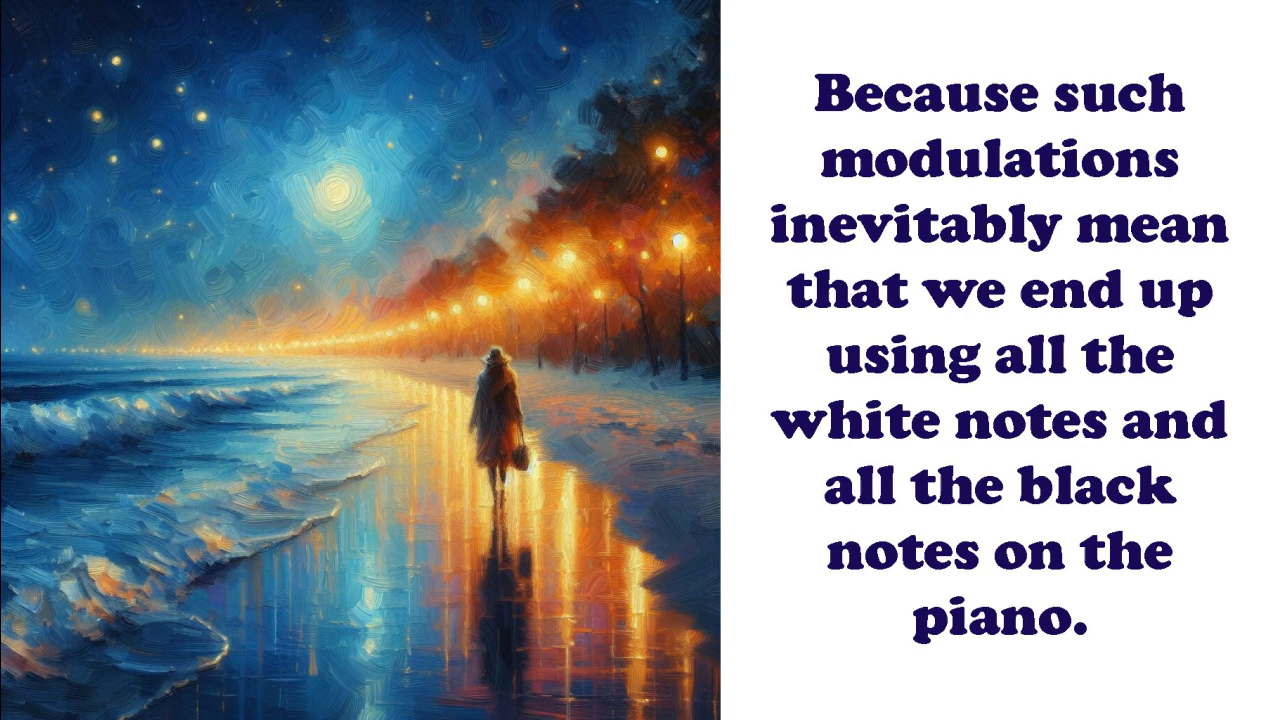 Because such
modulations
inevitably mean
that we end up
using all the
white notes and
all the black
notes on the
piano.